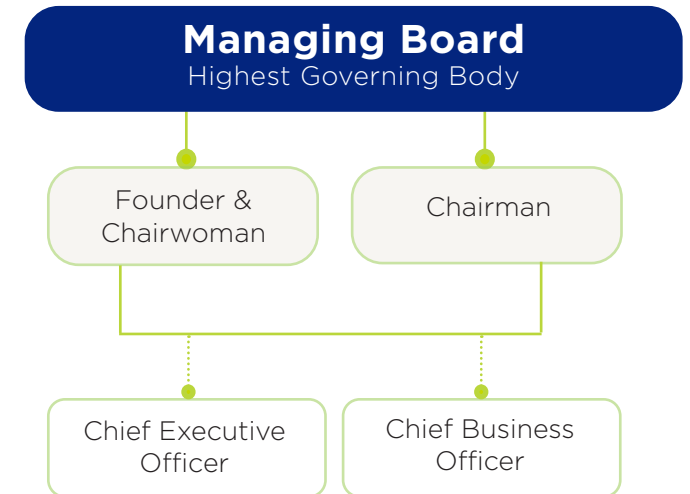 Managing Board
Highest Governing Body
Founder &
Chairwoman
Chairman
Chief Executive
Officer
Chief Business
Officer